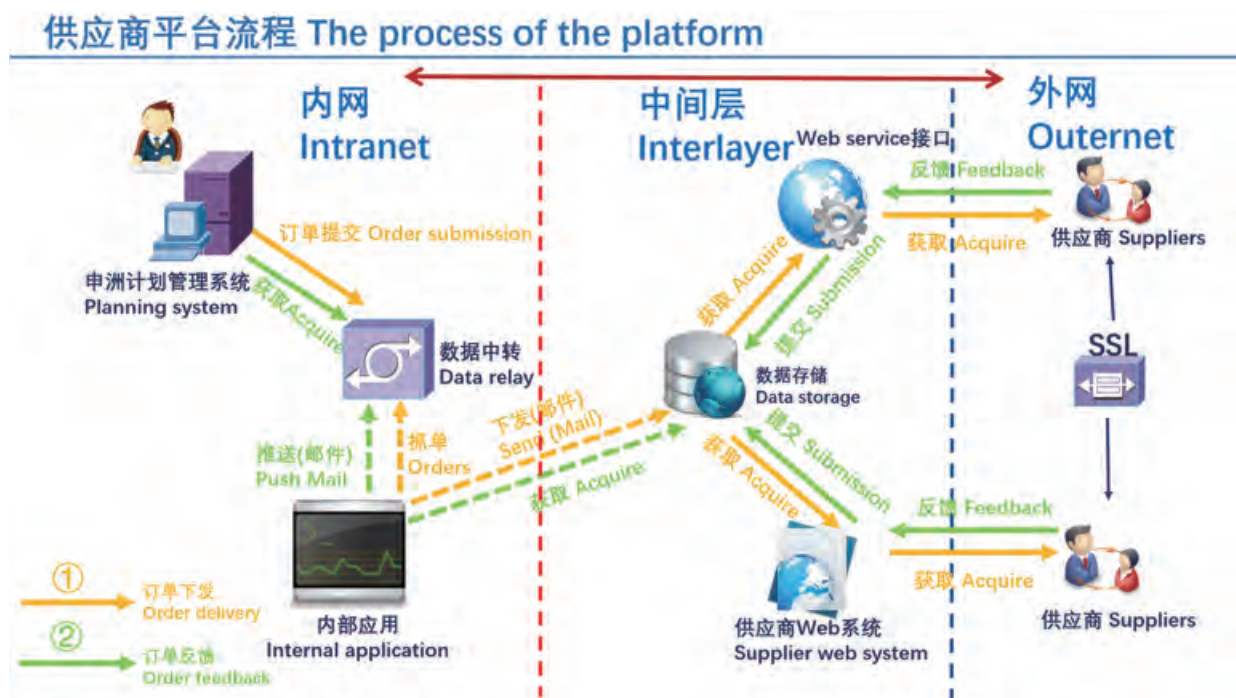 供应商平台流程 The process of the platform
内网
Intranet
中间层
Interlayer
外网
Outernet
Web service接口
反馈 Feedback
获取 Acquire
供应商 Suppliers
订单提交 Order submission
获取Acquire
申洲计划管理系统
Planning system
数据中转
Data relay
获取 Acquire
提交 Submission
数据存储
Data storage
SSL
推送(邮件)
Push Mail
抓单
Orders
下发(邮件)
Send (Mail)
获取 Acquire
获取 Acquire
提交 Submission
反馈 Feedback
获取 Acquire
供应商 Suppliers
内部应用
Internal application
供应商Web系统
Supplier web system
①
订单下发
Order delivery
②
订单反馈
Order feedback